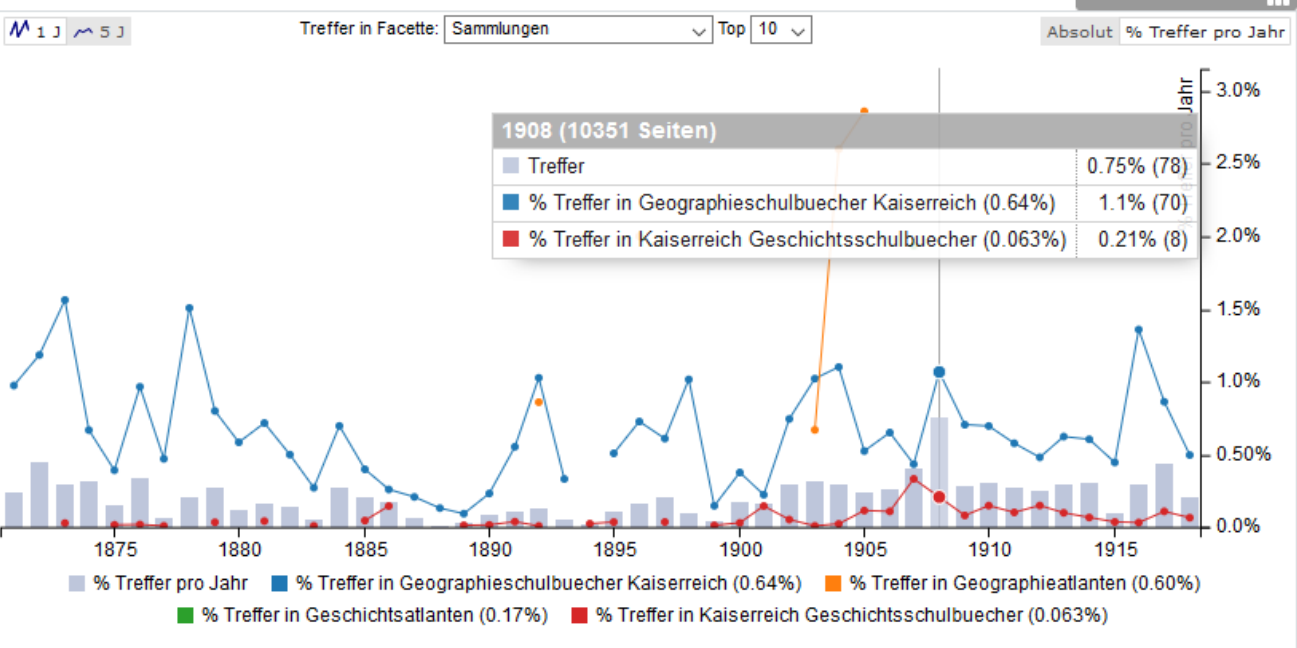 1 J 5 J Treffer in Facette: Sammlungen Top 10 Absolut % Treffer pro Jahr
3.0%
pro Jahr
1908 (10351 Seiten)
Treffer 0.75% (78)
% Treffer in Geographieschulbuecher Kaiserreich (0.64%) 1.1% (70)
% Treffer in Kaiserreich Geschichtsschulbuecher (0.063%) 0.21% (8)
2.5%
2.0%
1.5%
1.0%
0.50%
0.0%
1875 1880 1885 1890 1895 1900 1905 1910 1915
% Treffer pro Jahr % Treffer in Geographieschulbuecher Kaiserreich (0.64%) % Treffer in Geographieatlanten (0.60%)
% Treffer in Geschichtsatlanten (0.17%) % Treffer in Kaiserreich Geschichtsschulbuecher (0.063%)